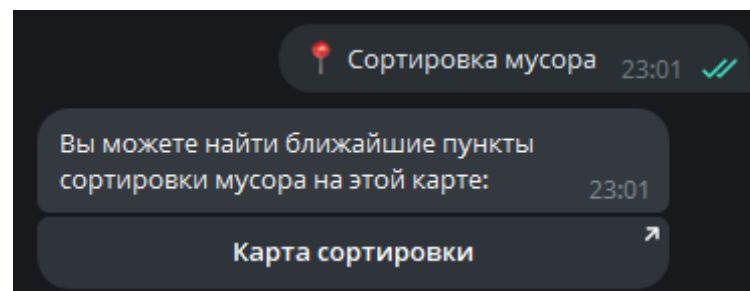 📍 Сортировка мусора 23:01
Вы можете найти ближайшие пункты
сортировки мусора на этой карте: 23:01
Карта сортировки